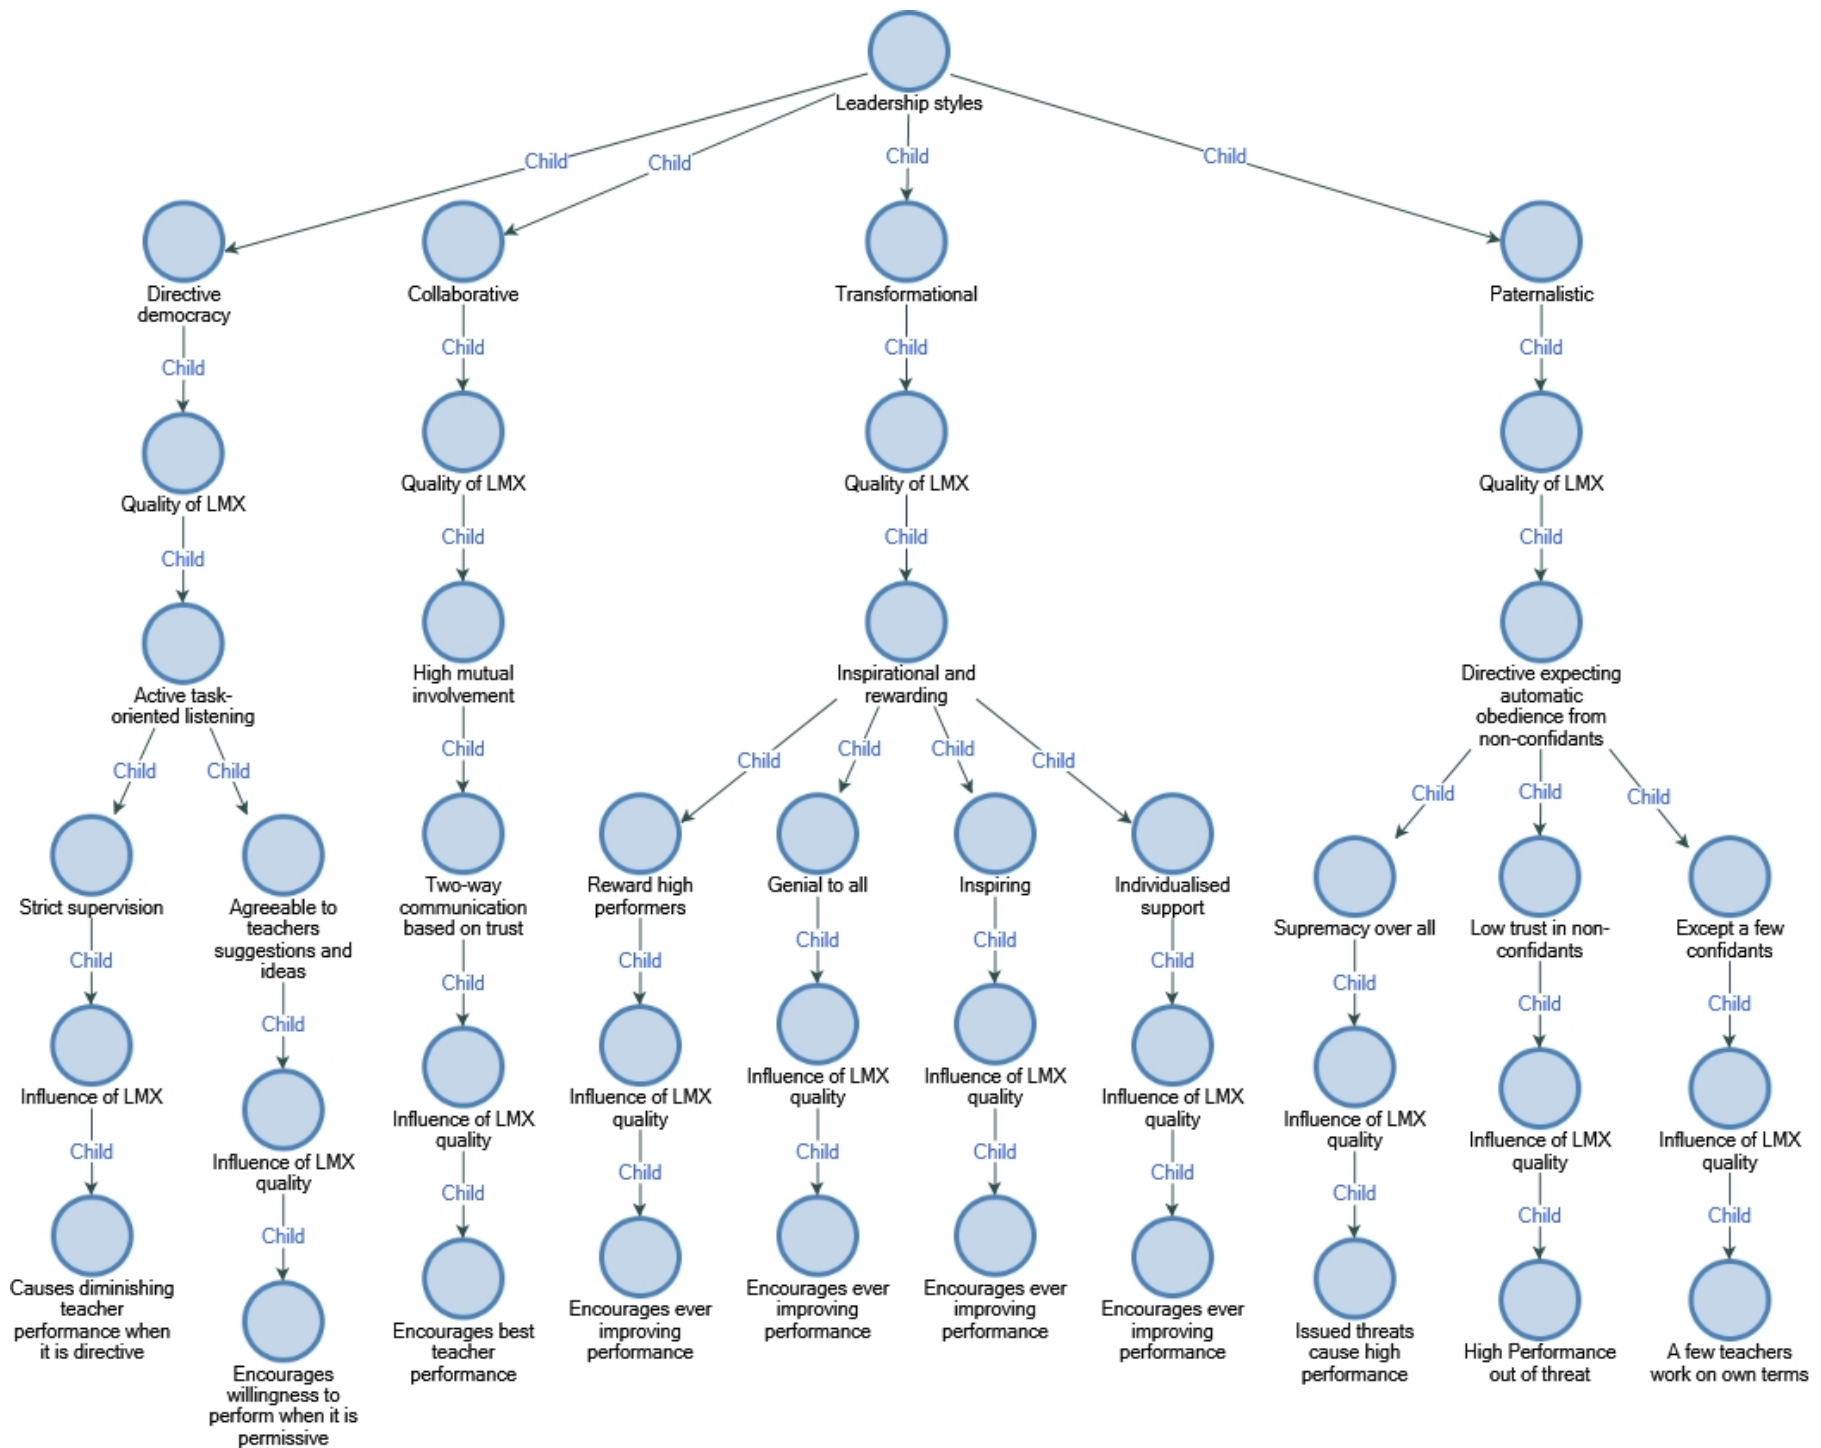 Leadership styles
Child
Child
Child
Child
Directive
democracy
Collaborative
Transformational
Paternalistic
Child
Child
Child
Child
Quality of LMX
Quality of LMX
Quality of LMX
Quality of LMX
Child
Child
Child
Child
Active task-
oriented listening
High mutual
involvement
Inspirational and
rewarding
Directive expecting
automatic
obedience from
non-confidants
Child
Child
Child
Child
Child
Child
Child
Child
Child
Child
Strict supervision
Agreeable to
teachers
suggestions and
ideas
Two-way
communication
based on trust
Reward high
performers
Genial to all
Inspiring
Individualised
support
Supremacy over all
Low trust in non-
confidants
Except a few
confidants
Child
Child
Child
Child
Child
Child
Child
Child
Child
Child
Influence of LMX
Influence of LMX
quality
Influence of LMX
quality
Influence of LMX
quality
Influence of LMX
quality
Influence of LMX
quality
Influence of LMX
quality
Influence of LMX
quality
Influence of LMX
quality
Influence of LMX
quality
Child
Child
Child
Child
Child
Child
Child
Child
Child
Child
Causes diminishing
teacher
performance when
it is directive
Encourages
willingness to
perform when it is
permissive
Encourages best
teacher
performance
Encourages ever
improving
performance
Encourages ever
improving
performance
Encourages ever
improving
performance
Encourages ever
improving
performance
Issued threats
cause high
performance
High Performance
out of threat
A few teachers
work on own terms